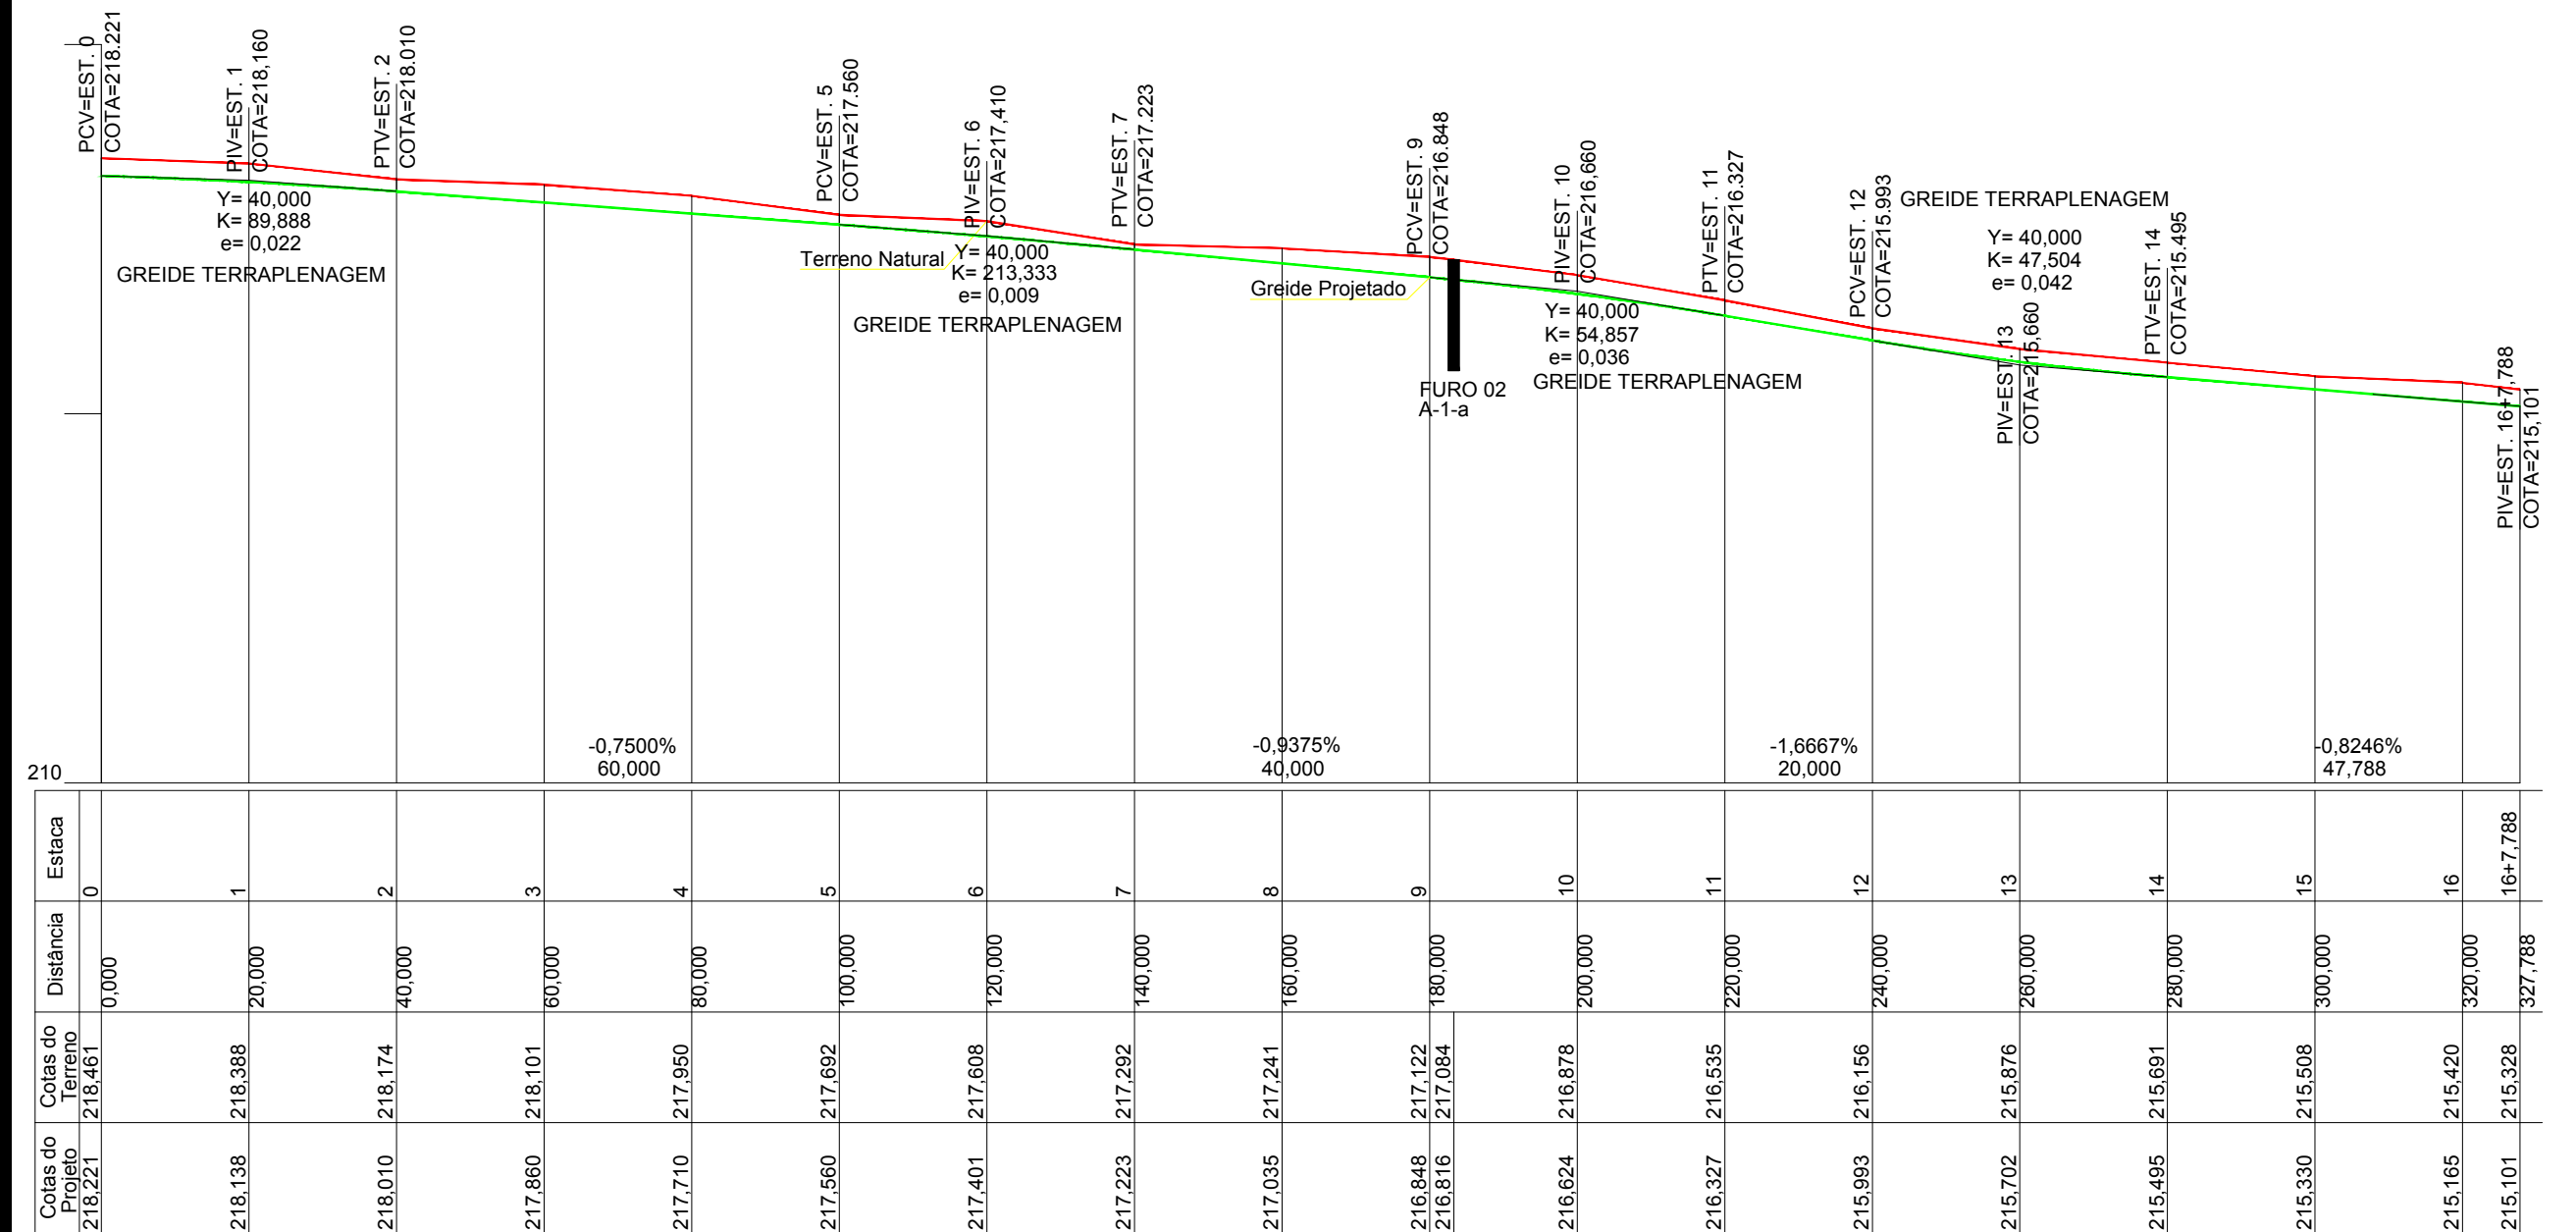 PCV=EST. 0
COTA=218.221
PIV=EST. 1
COTA=218,160
PTV=EST. 2
COTA=218.010
PCV=EST. 5
COTA=217.560
PIV=EST. 6
COTA=217,410
PTV=EST. 7
COTA=217.223
PCV=EST. 9
COTA=216.848
PIV=EST. 10
COTA=216,660
PTV=EST. 11
COTA=216.327
PCV=EST. 12
COTA=215.993
PIV=EST. 13
COTA=215,660
PTV=EST. 14
COTA=215.495
PIV=EST. 16+7,788
COTA=215,101
Y= 40,000
K= 89,888
e= 0,022
GREIDE TERRAPLENAGEM
Terreno Natural
Y= 40,000
K= 213,333
e= 0,009
GREIDE TERRAPLENAGEM
Greide Projetado
FURO 02
A-1-a
Y= 40,000
K= 54,857
e= 0,036
GREIDE TERRAPLENAGEM
GREIDE TERRAPLENAGEM
Y= 40,000
K= 47,504
e= 0,042
-0,7500%
60,000
-0,9375%
40,000
-1,6667%
20,000
-0,8246%
47,788
210
Estaca
0 1 2 3 4 5 6 7 8 9 10 11 12 13 14 15 16 16+7,788
Distância
0,000 20,000 40,000 60,000 80,000 100,000 120,000 140,000 160,000 180,000 200,000 220,000 240,000 260,000 280,000 300,000 320,000 327,788
Cotas do
Terreno
218,461 218,388 218,174 218,101 217,950 217,692 217,608 217,292 217,241 217,122 217,084 216,878 216,535 216,156 215,876 215,691 215,508 215,420 215,328
Cotas do
Projeto
218,221 218,138 218,010 217,860 217,710 217,560 217,401 217,223 217,035 216,848 216,816 216,624 216,327 215,993 215,702 215,495 215,330 215,165 215,101